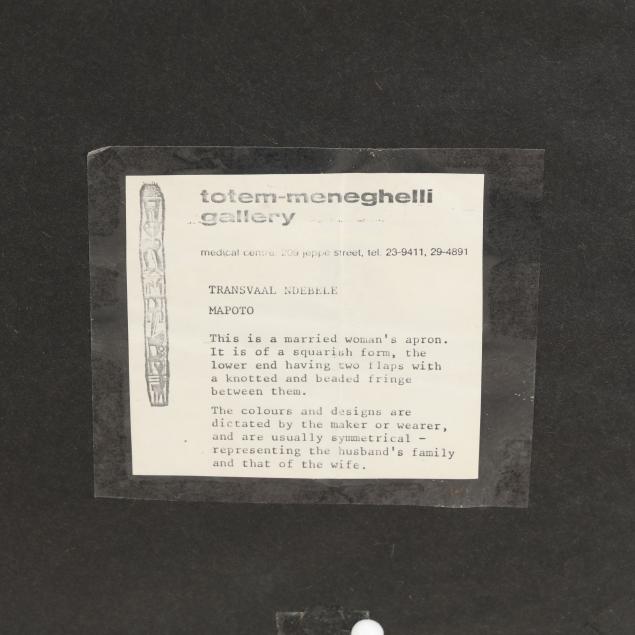 totem-meneghelli
gallery
medical centre 209 jeppe street, tel. 23-9411, 29-4891
TRANSVAAL NDEBELE
MAPOTO
This is a married woman's apron.
It is of a squarish form, the
lower end having two flaps with
a knotted and beaded fringe
between them.
The colours and designs are
dictated by the maker or wearer,
and are usually symmetrical -
representing the husband's family
and that of the wife.